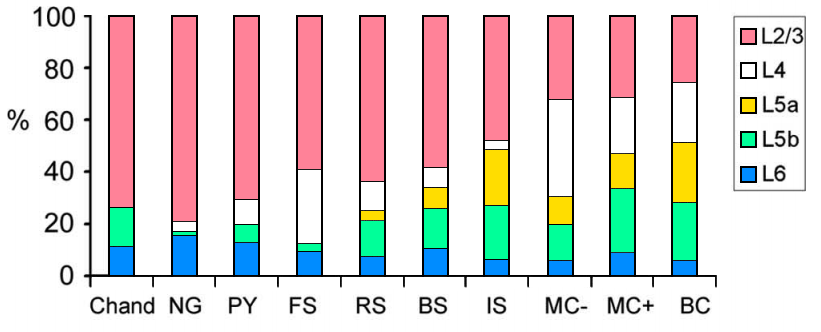 100
80
% 60
40
20
0
Chand NG PY FS RS BS IS MC- MC+ BC
L2/3
L4
L5a
L5b
L6